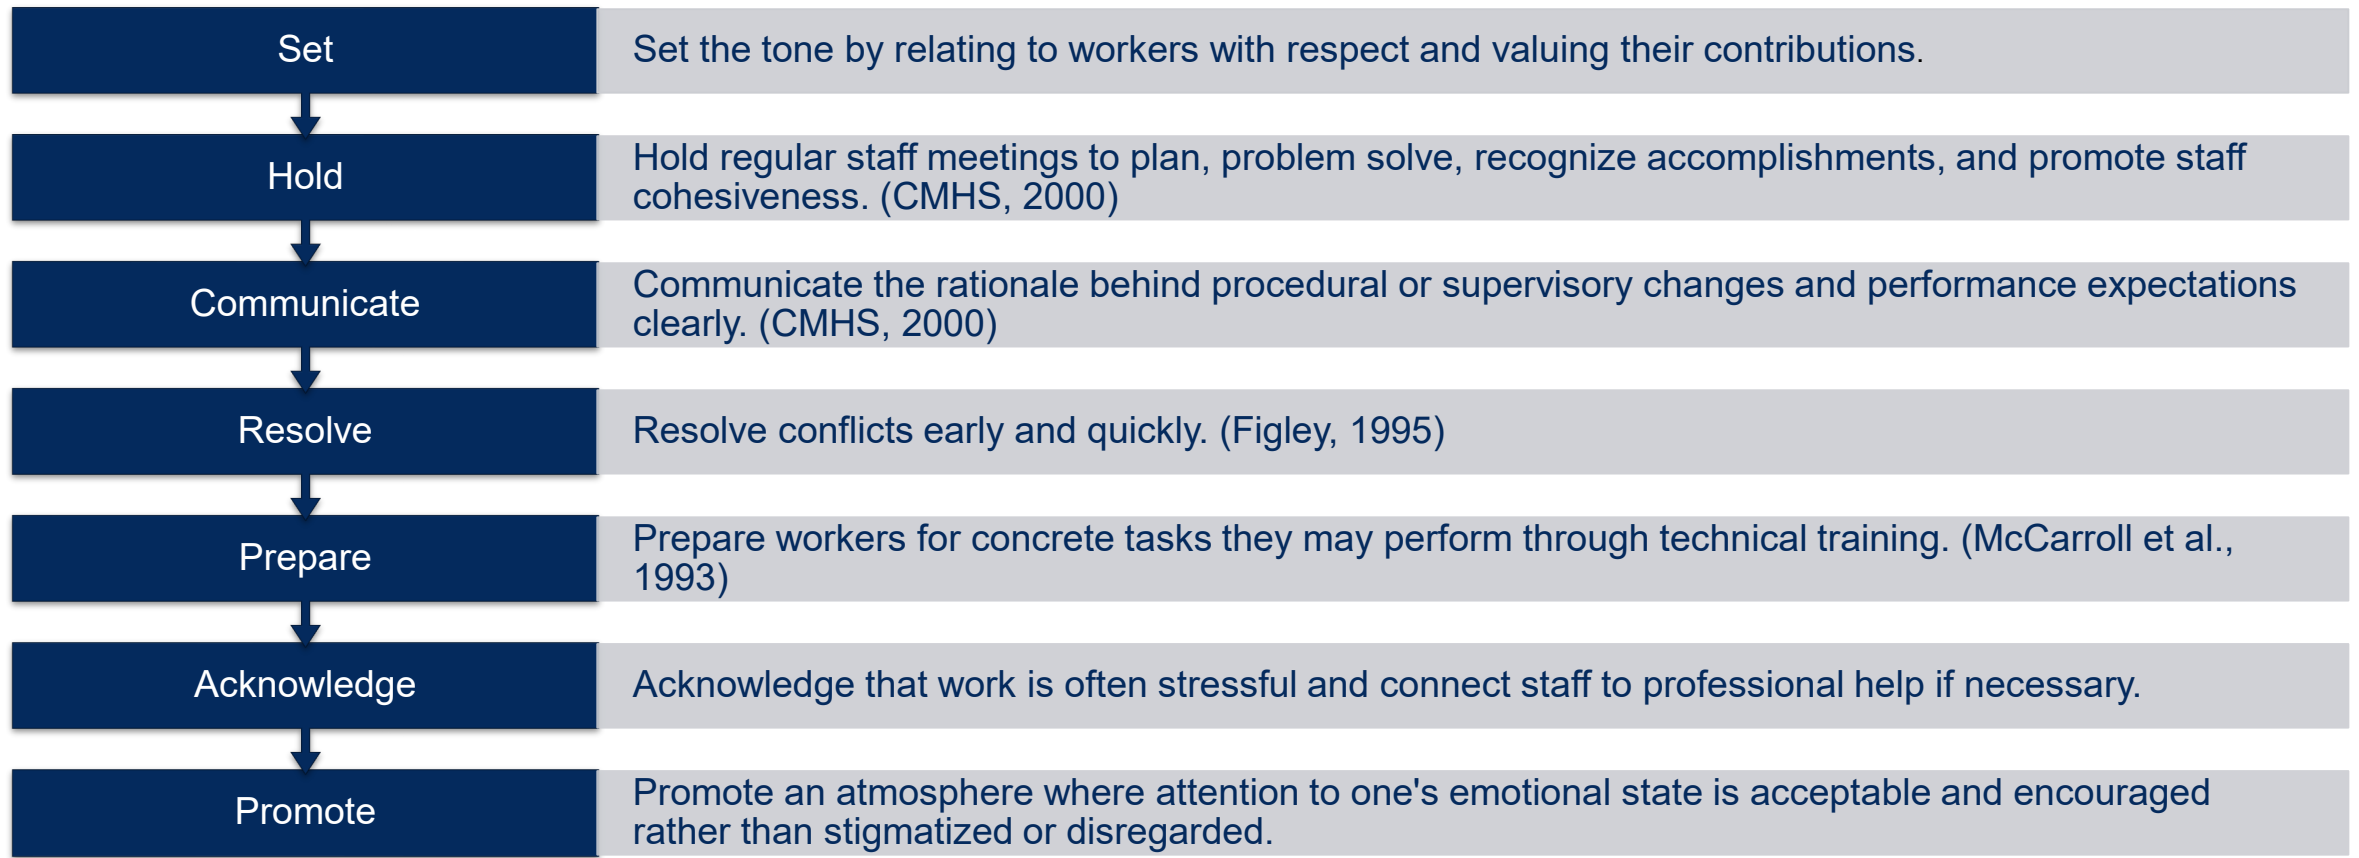 Set
Set the tone by relating to workers with respect and valuing their contributions.
Hold
Hold regular staff meetings to plan, problem solve, recognize accomplishments, and promote staff
cohesiveness. (CMHS, 2000)
Communicate
Communicate the rationale behind procedural or supervisory changes and performance expectations
clearly. (CMHS, 2000)
Resolve
Resolve conflicts early and quickly. (Figley, 1995)
Prepare
Prepare workers for concrete tasks they may perform through technical training. (McCarroll et al.,
1993)
Acknowledge
Acknowledge that work is often stressful and connect staff to professional help if necessary.
Promote
Promote an atmosphere where attention to one's emotional state is acceptable and encouraged
rather than stigmatized or disregarded.